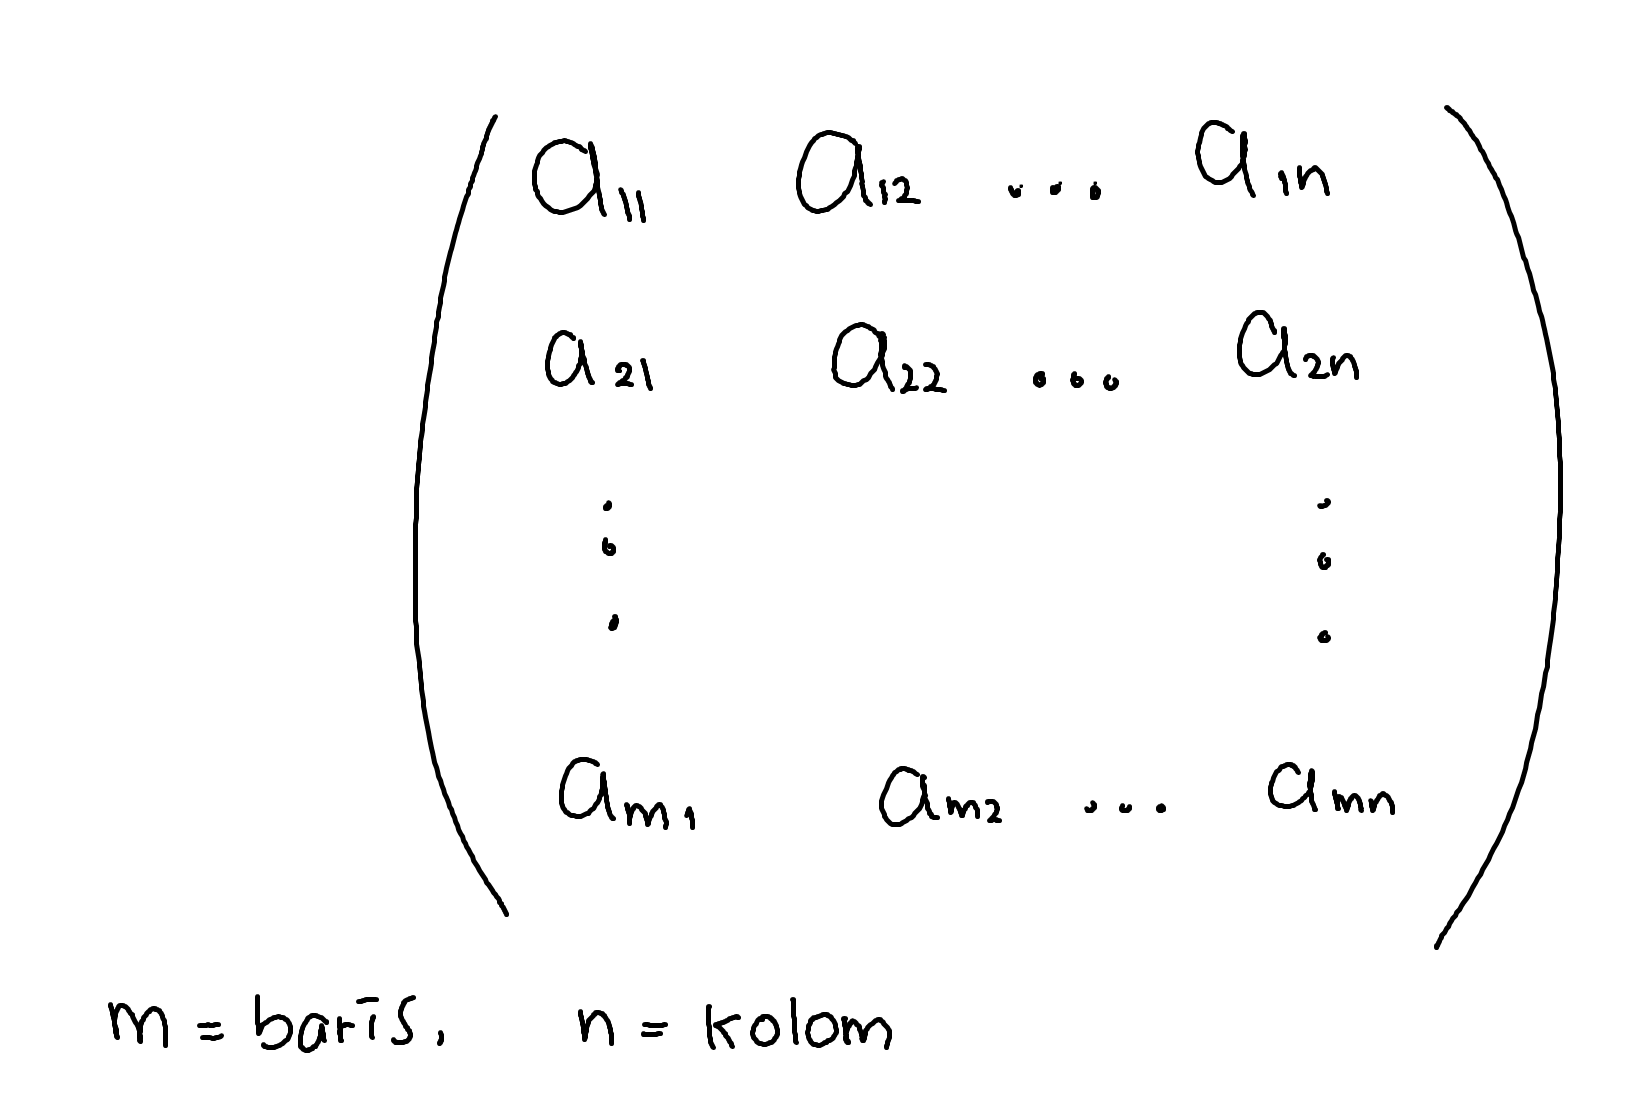 a₁₁ a₁₂ ... a₁ₙ
a₂₁ a₂₂ ... a₂ₙ
⋮ ⋮
aₘ₁ aₘ₂ ... aₘₙ
m = baris, n = kolom